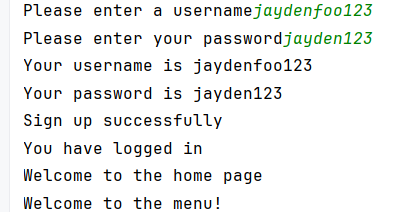 Please enter a usernamejaydenfoo123
Please enter your passwordjayden123
Your username is jaydenfoo123
Your password is jayden123
Sign up successfully
You have logged in
Welcome to the home page
Welcome to the menu!